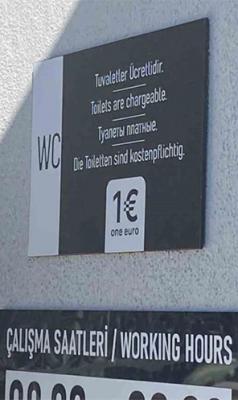 WC
Tuvaletler Ücretlidir.
Toilets are chargeable.
Туалеты платные.
Die Toiletten sind kostenpflichtig.
1€
one euro
ÇALIŞMA SAATLERİ / WORKING HOURS